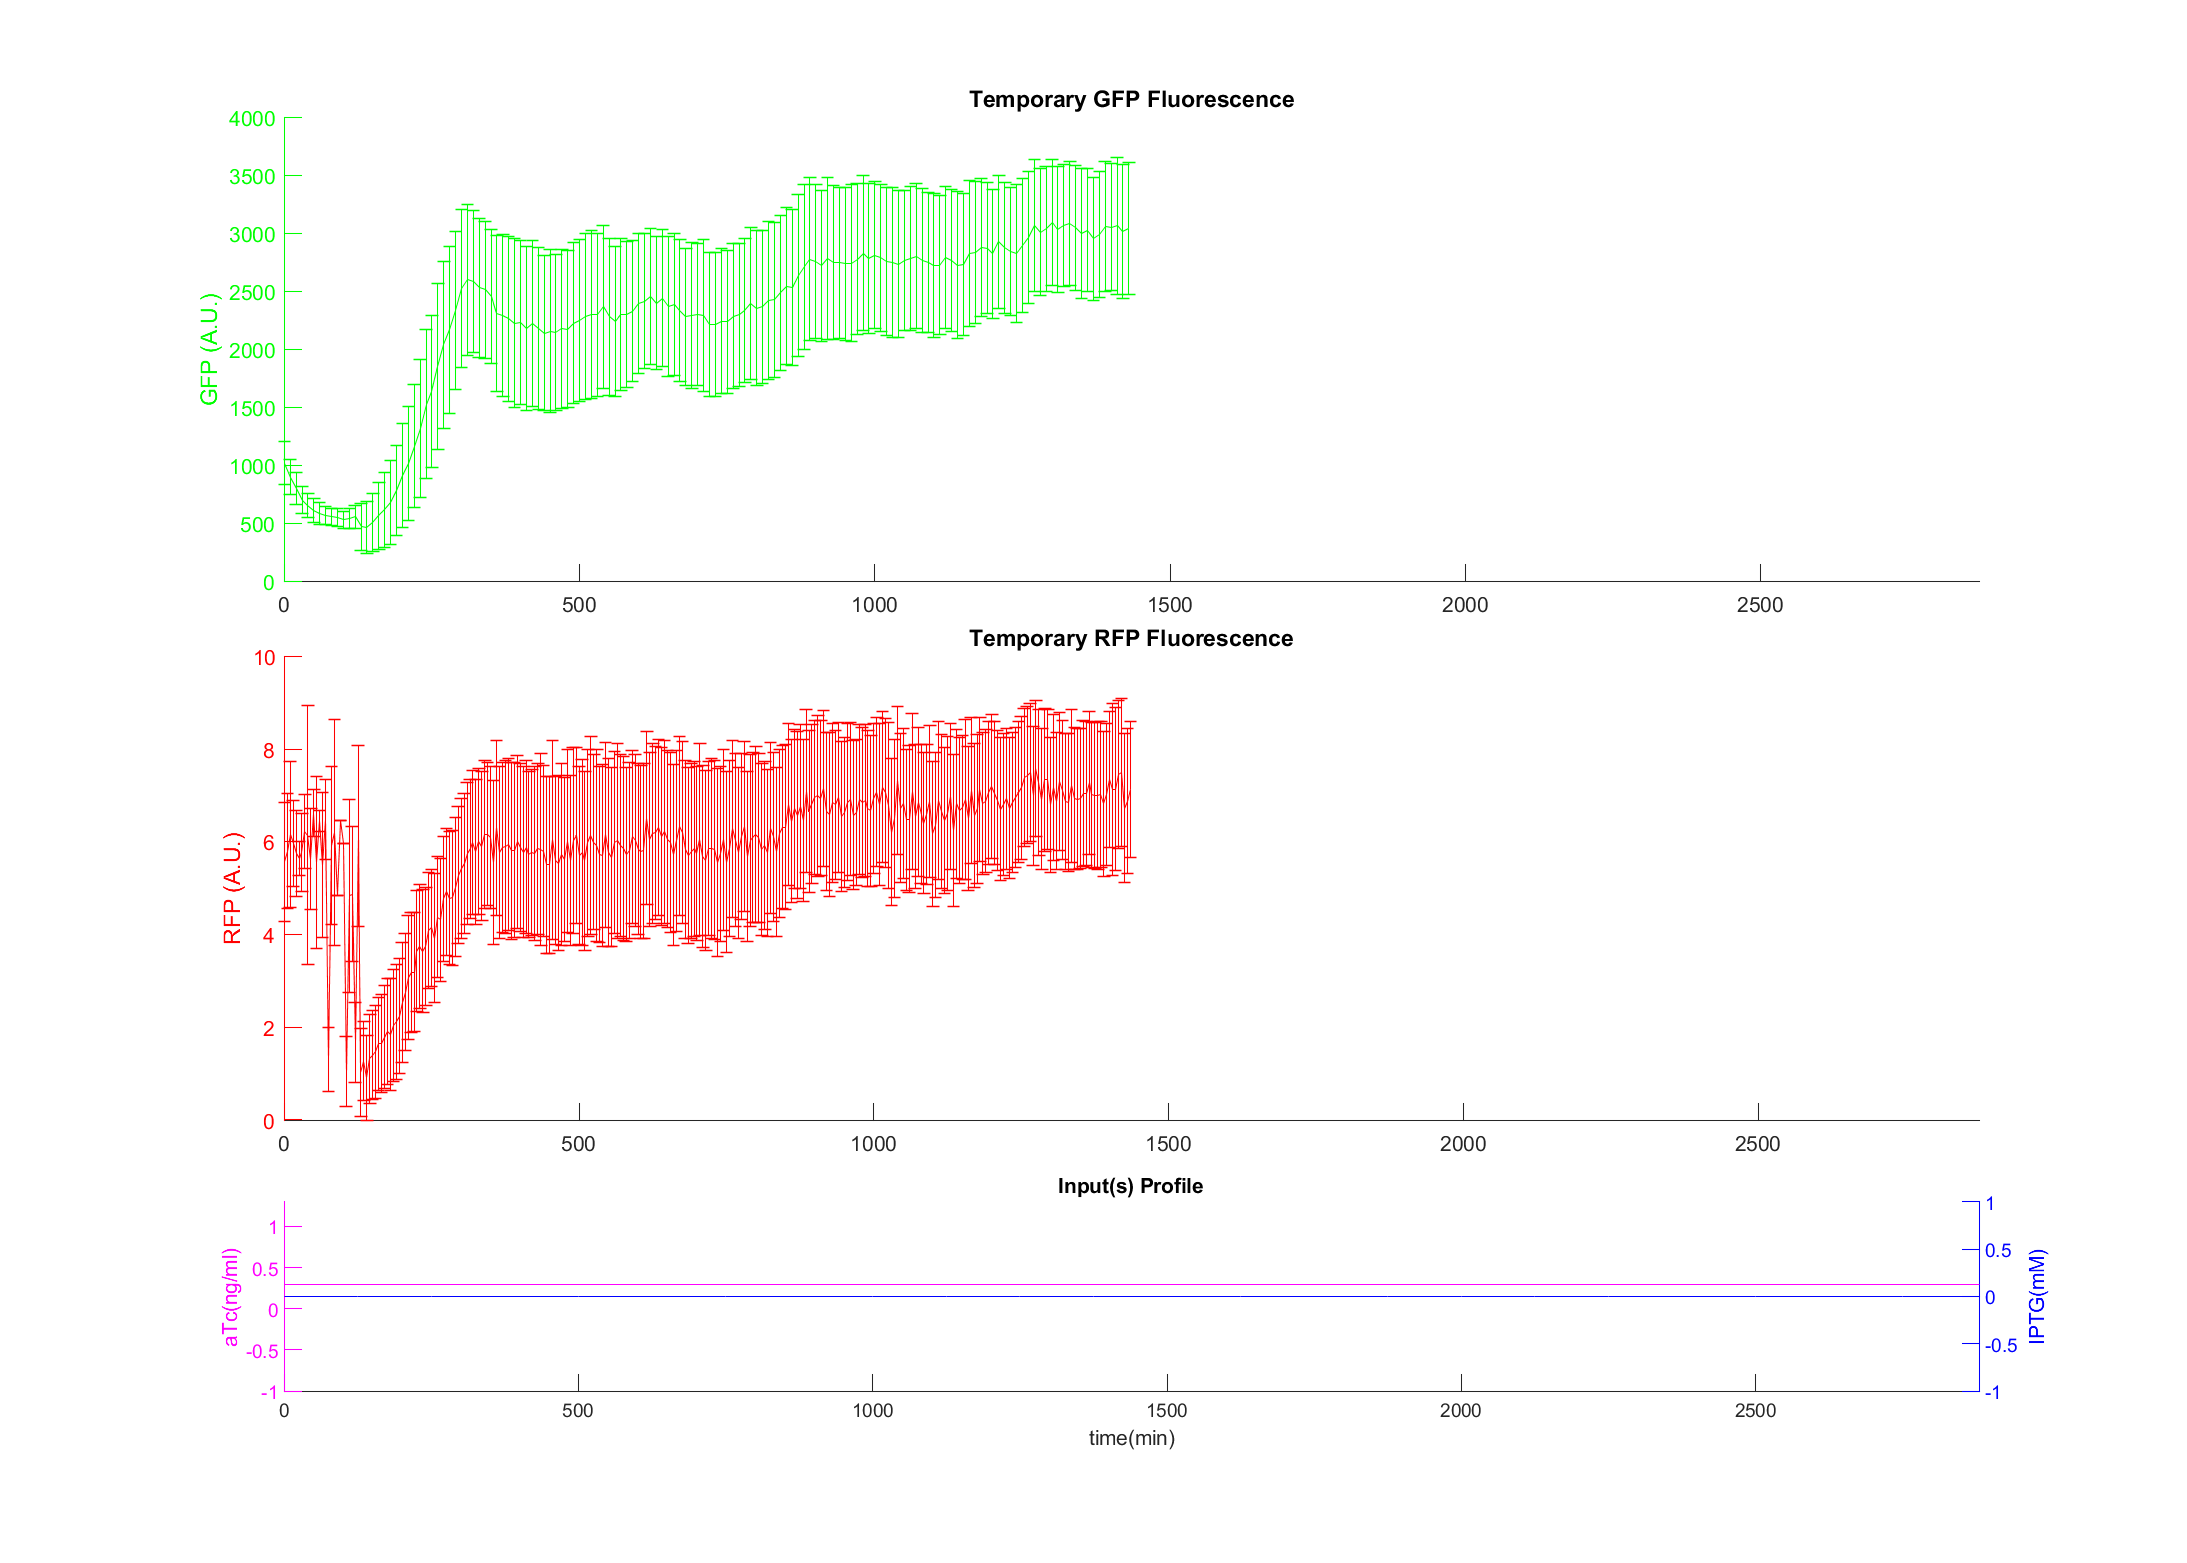 Temporary GFP Fluorescence
4000
3500
3000
2500
2000
1500
1000
500
0
GFP (A.U.)
0 500 1000 1500 2000 2500
Temporary RFP Fluorescence
10
8
6
4
2
0
RFP (A.U.)
0 500 1000 1500 2000 2500
Input(s) Profile
1
0.5
0
-0.5
-1
aTc(ng/ml)
1
0.5
0
-0.5
-1
IPTG(mM)
0 500 1000 1500 2000 2500
time(min)